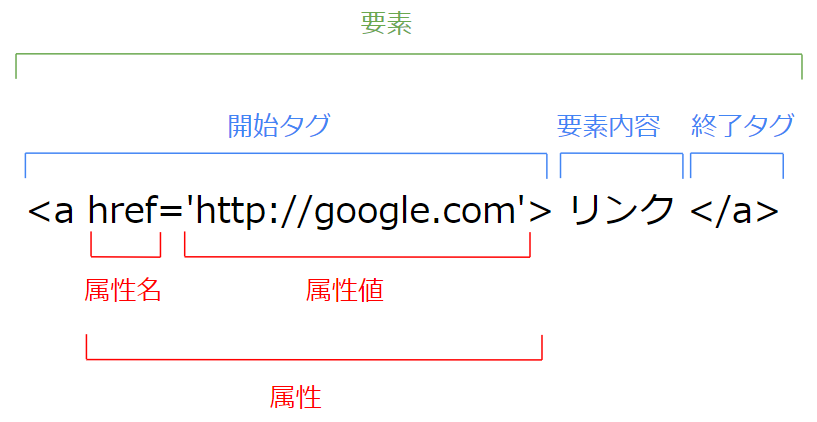 要素
開始タグ 要素内容 終了タグ
<a href='http://google.com'> リンク </a>
属性名 属性値
属性